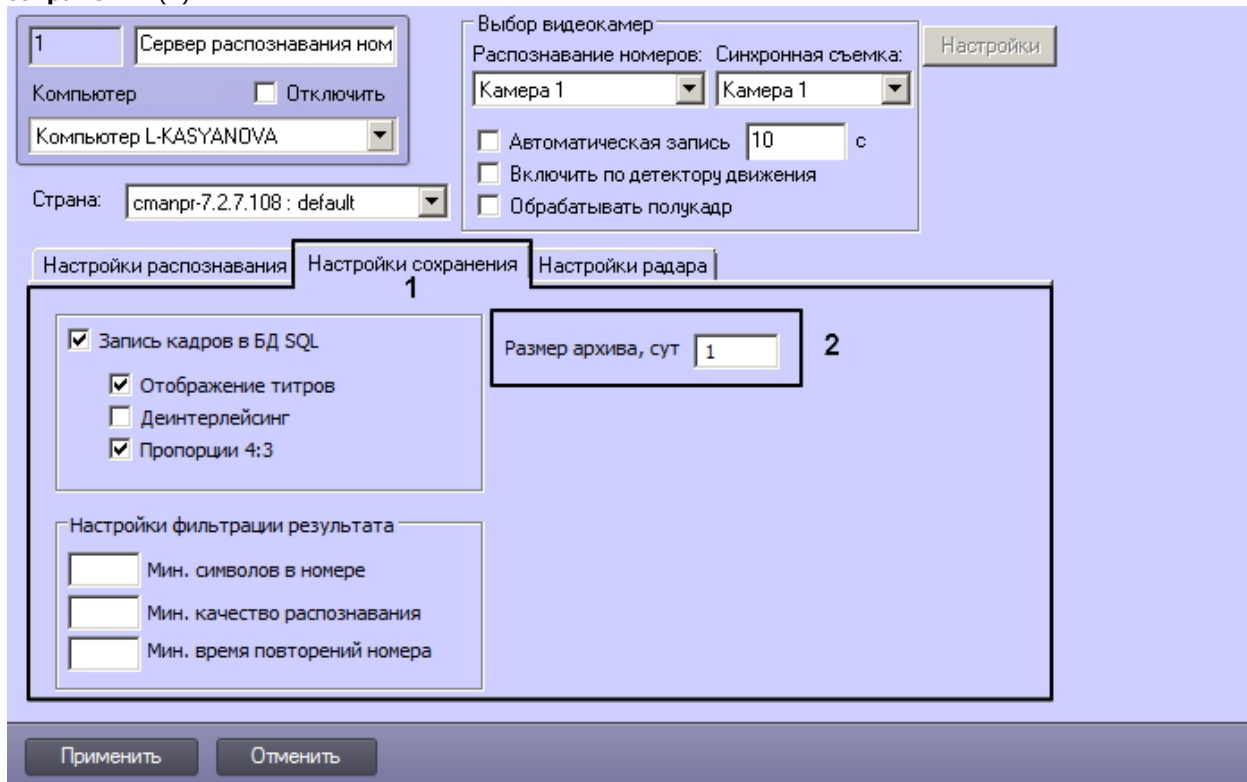 1
Сервер распознавания ном
Компьютер
Отключить
Компьютер L-KASYANOVA
Страна:
cmanpr-7.2.7.108 : default
Выбор видеокамер
Распознавание номеров:
Синхронная съемка:
Камера 1
Камера 1
Автоматическая запись 10 с
Включить по детектору движения
Обрабатывать полукадр
Настройки
Настройки распознавания
Настройки сохранения
Настройки радара
1
Запись кадров в БД SQL
Отображение титров
Деинтерлейсинг
Пропорции 4:3
Размер архива, сут 1
2
Настройки фильтрации результата
Мин. символов в номере
Мин. качество распознавания
Мин. время повторений номера
Применить
Отменить